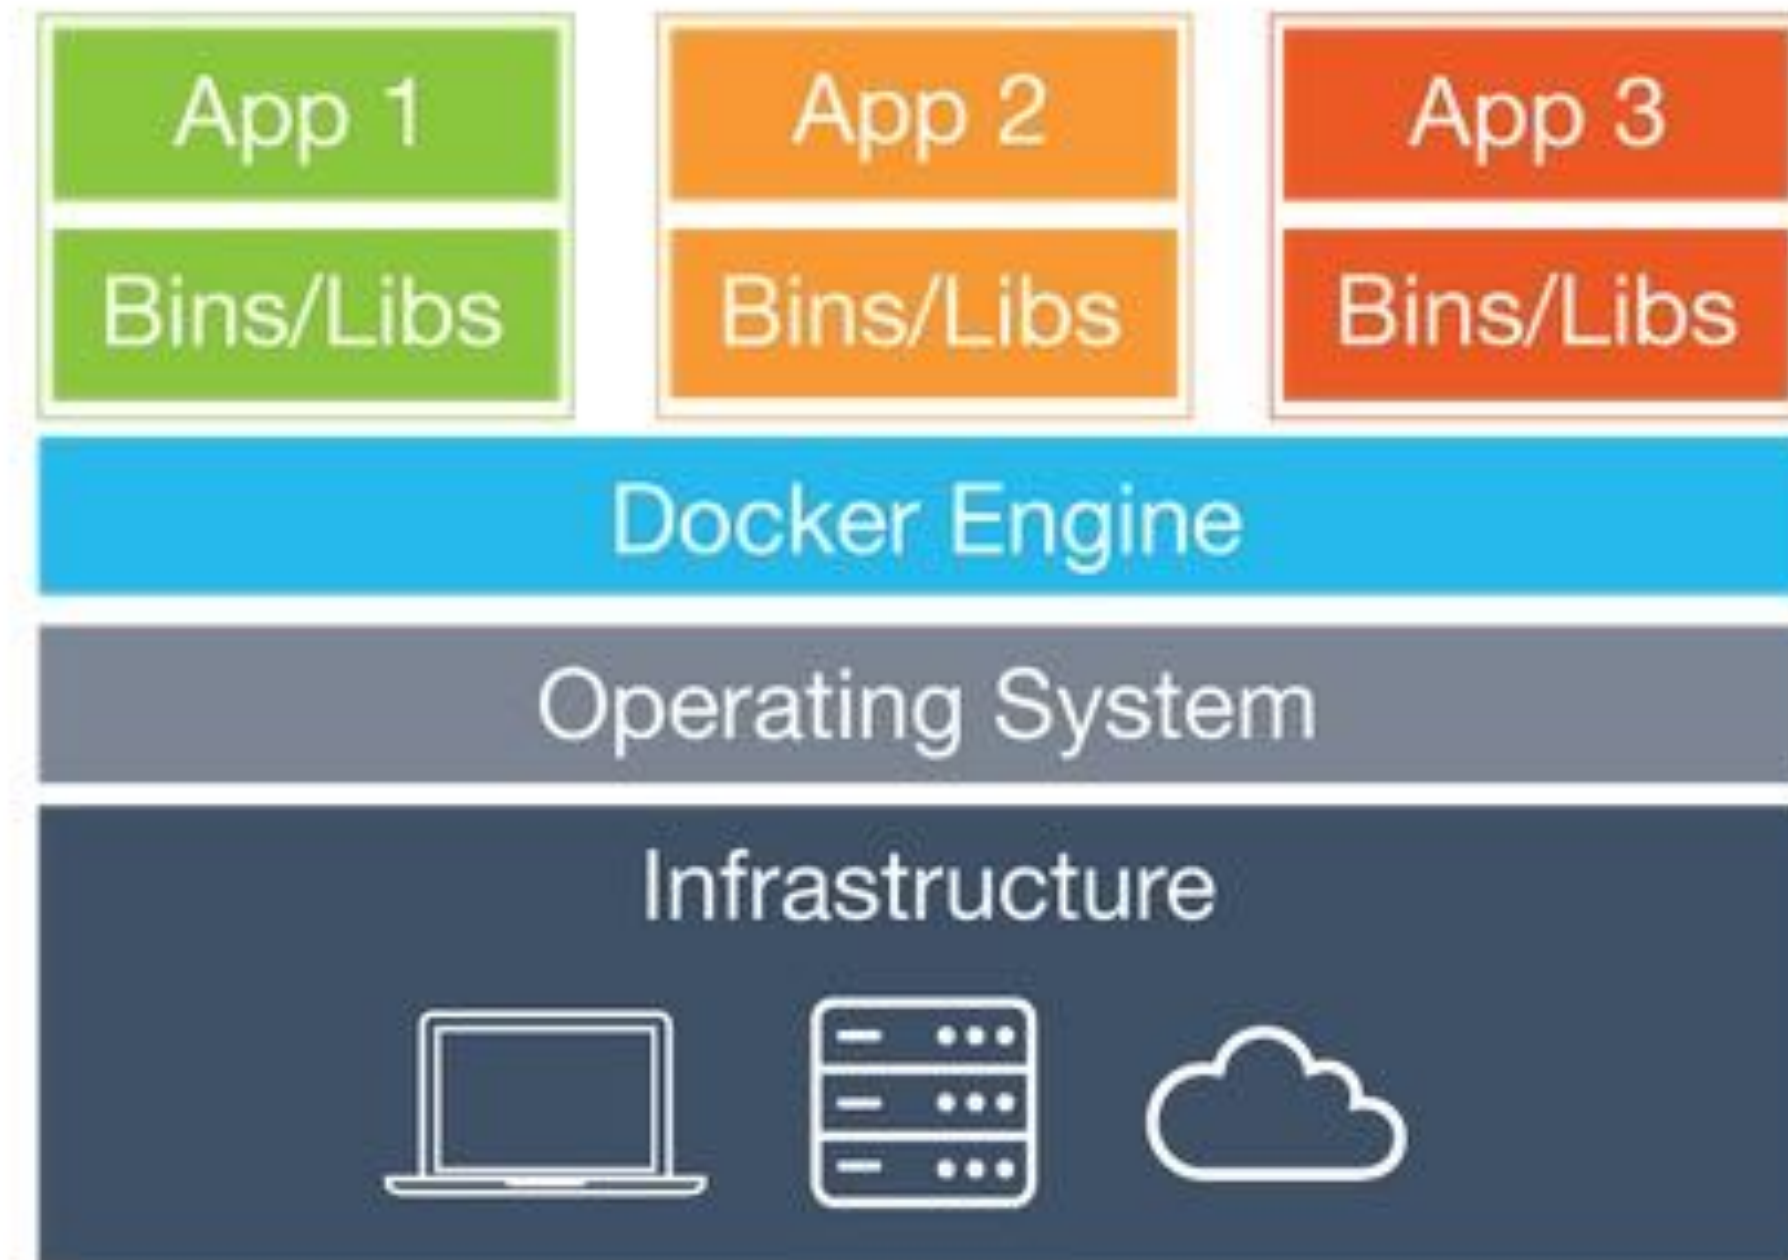 App 1
App 2
App 3
Bins/Libs
Bins/Libs
Bins/Libs
Docker Engine
Operating System
Infrastructure